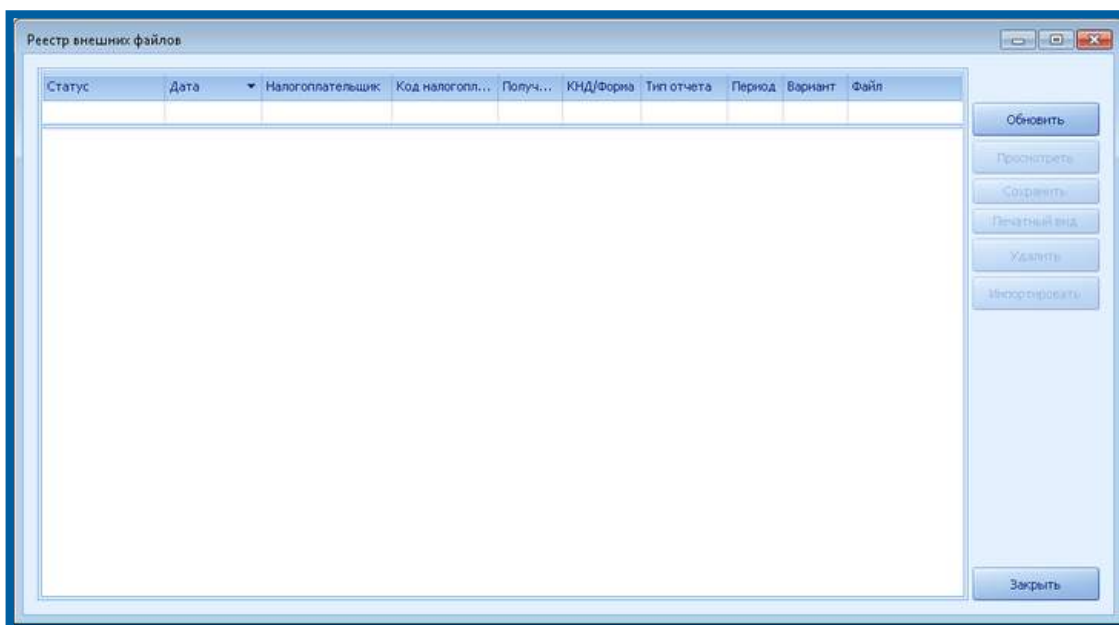 Реестр внешних файлов
Статус Дата Налогоплательщик Код налогопл... Получ... КНД/Форма Тип отчета Период Вариант Файл
Обновить
Просмотреть
Сохранить
Печатный вид
Удалить
Импортировать
Закрыть